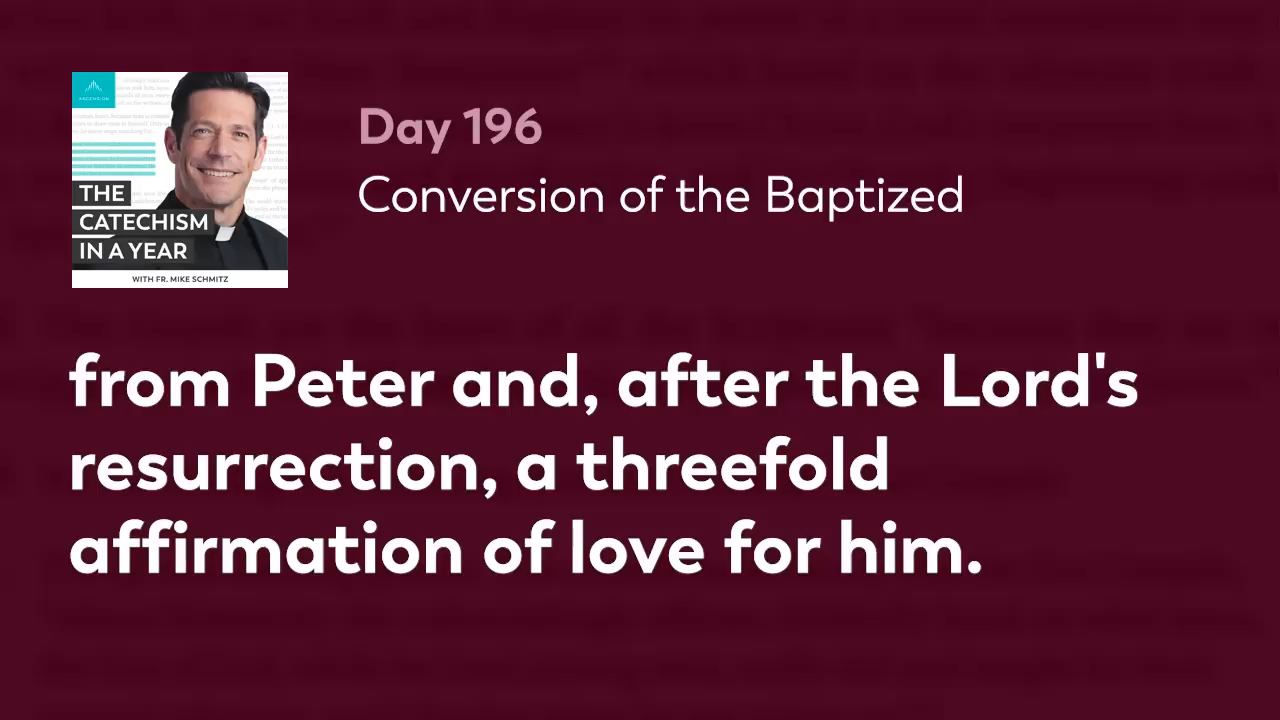 ASCENSION
THE
CATECHISM
IN A YEAR
WITH FR. MIKE SCHMITZ
Day 196
Conversion of the Baptized
from Peter and, after the Lord's
resurrection, a threefold
affirmation of love for him.